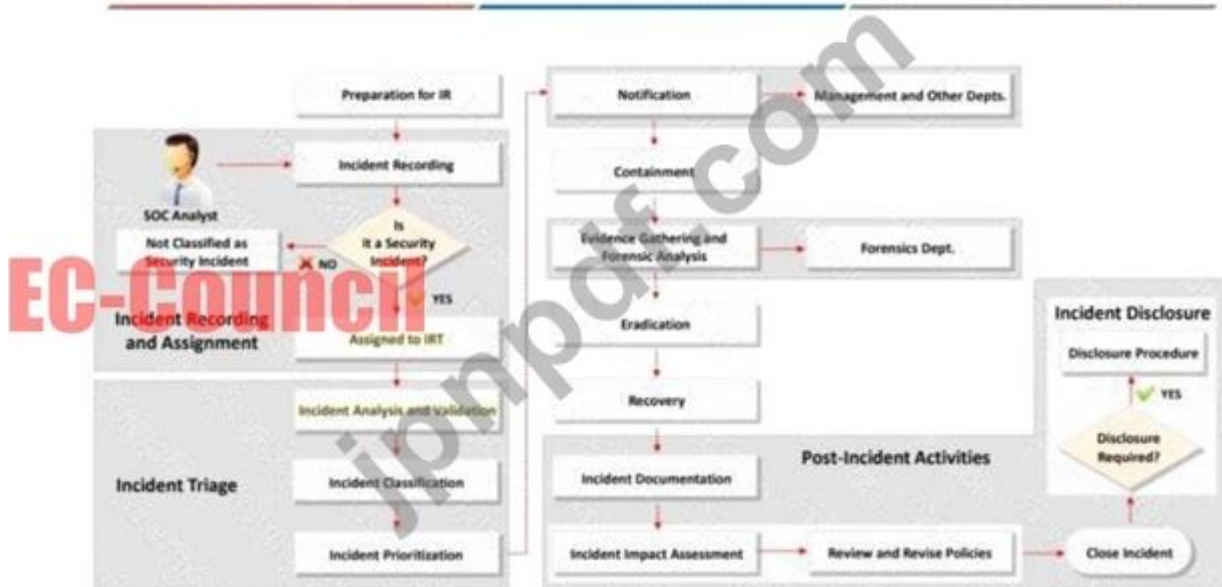 Preparation for IR
Incident Recording
SOC Analyst
Is
it a Security
Incident?
Not Classified as
Security Incident
NO
YES
EC-Council
Incident Recording
and Assignment
Assigned to IRT
Incident Triage
Incident Analysis and Validation
Incident Classification
Incident Prioritization
Notification
Management and Other Depts.
Containment
Evidence Gathering and
Forensic Analysis
Forensics Dept.
Eradication
Recovery
Post-Incident Activities
Incident Documentation
Incident Impact Assessment
Review and Revise Policies
Close Incident
Incident Disclosure
Disclosure Procedure
YES
Disclosure
Required?
jpnpdf.com